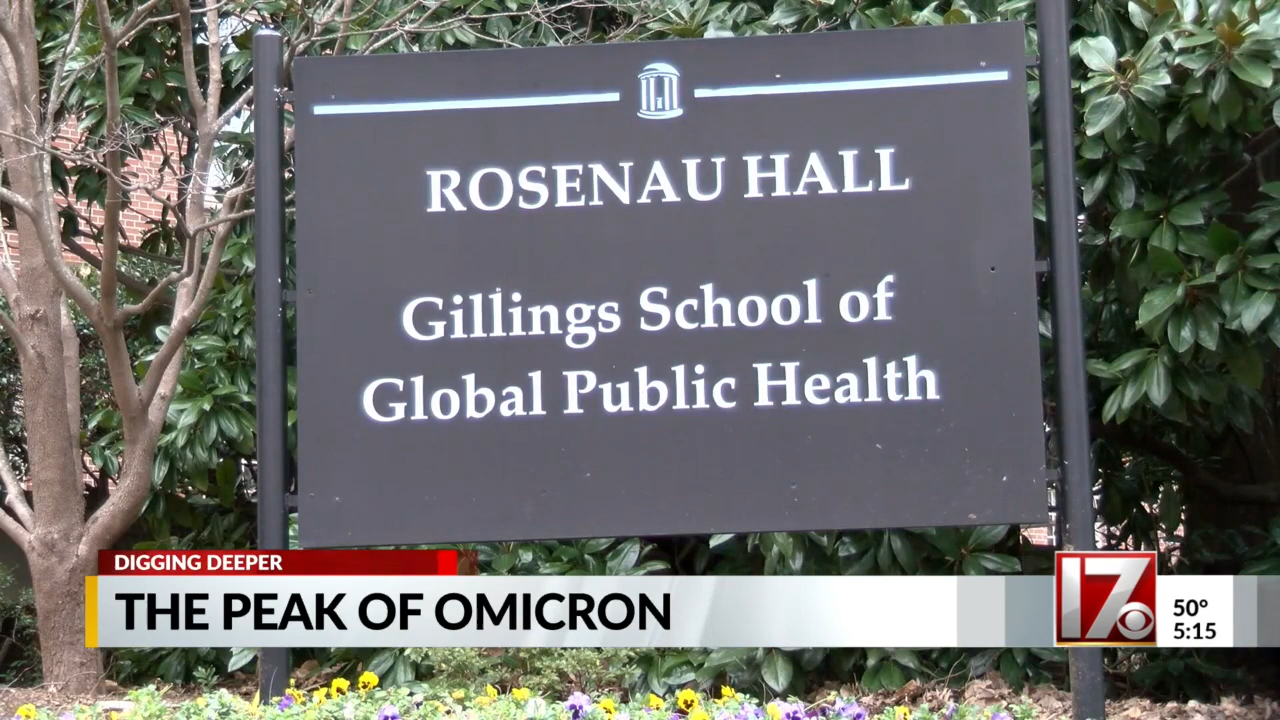 ROSENAU HALL
Gillings School of
Global Public Health
DIGGING DEEPER
THE PEAK OF OMICRON
17
50°
5:15